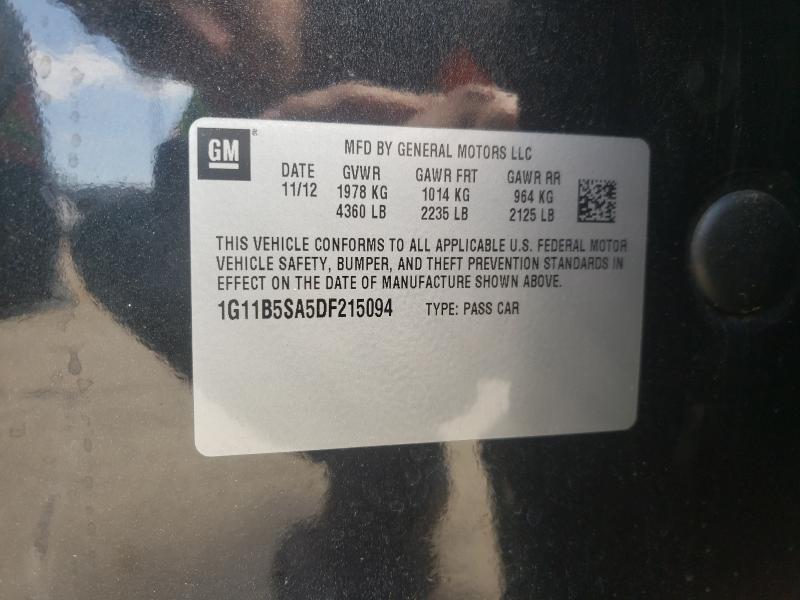 GM
MFD BY GENERAL MOTORS LLC
DATE GVWR GAWR FRT GAWR RR
11/12 1978 KG 1014 KG 964 KG
4360 LB 2235 LB 2125 LB
THIS VEHICLE CONFORMS TO ALL APPLICABLE U.S. FEDERAL MOTOR
VEHICLE SAFETY, BUMPER, AND THEFT PREVENTION STANDARDS IN
EFFECT ON THE DATE OF MANUFACTURE SHOWN ABOVE.
1G11B5SA5DF215094 TYPE: PASS CAR